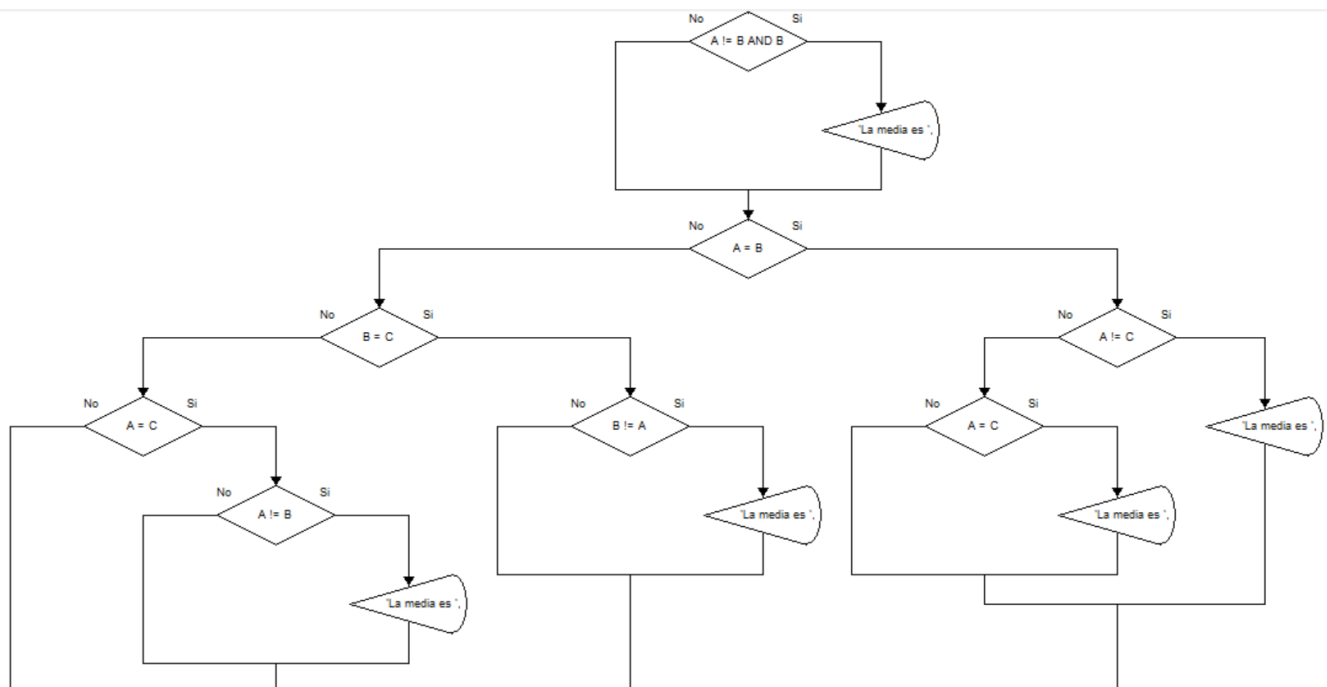 No Si
A != B AND B
'La media es ',
No Si
A = B
No Si
B = C
No Si
A != C
No Si
A = C
No Si
B != A
No Si
A = C
'La media es ',
No Si
A != B
'La media es ',
'La media es ',
'La media es ',